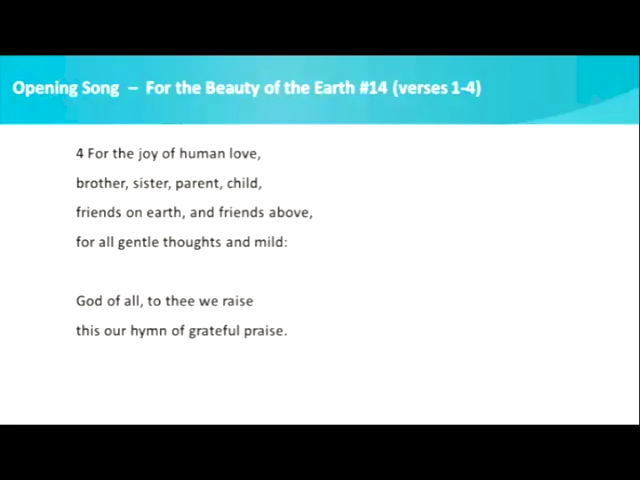 Opening Song – For the Beauty of the Earth #14 (verses 1-4)
4 For the joy of human love,
brother, sister, parent, child,
friends on earth, and friends above,
for all gentle thoughts and mild:
God of all, to thee we raise
this our hymn of grateful praise.